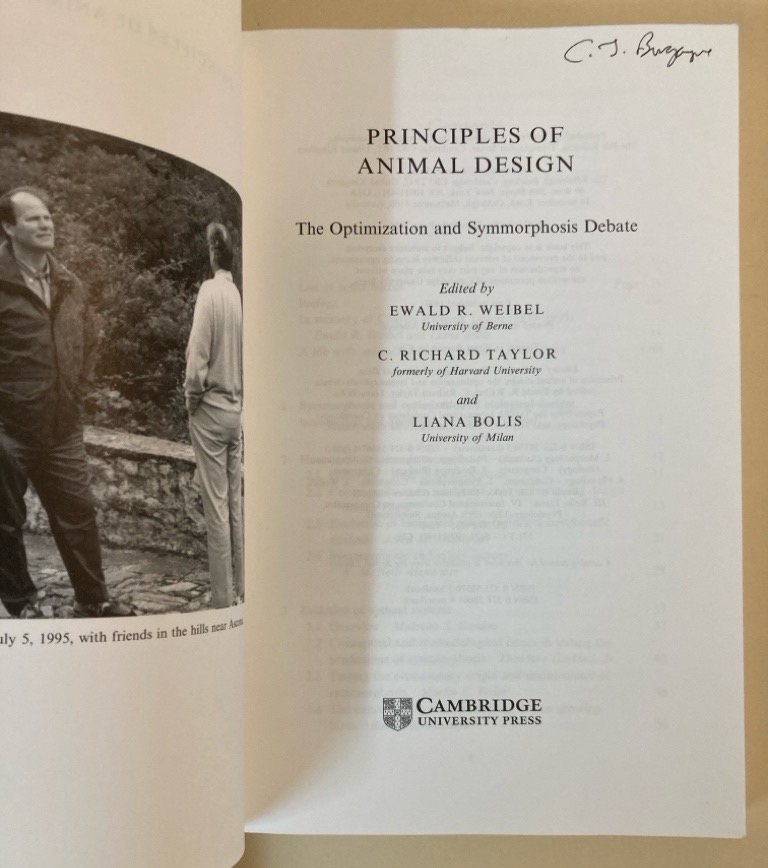 C. J.
PRINCIPLES OF
ANIMAL DESIGN
The Optimization and Symmorphosis Debate
Edited by
EWALD R. WEIBEL
University of Berne
C. RICHARD TAYLOR
formerly of Harvard University
and
LIANA BOLIS
University of Milan
CAMBRIDGE
UNIVERSITY PRESS
uly 5, 1995, with friends in the hills near